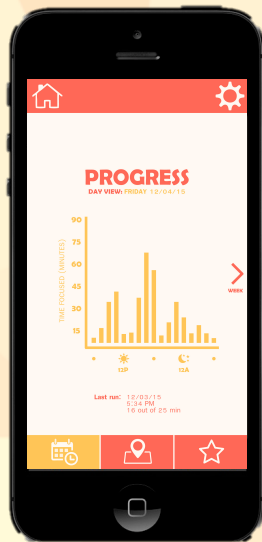 PROGRESS
DAY VIEW: FRIDAY 12/04/15
90
75
60
45
30
15
TIME FOCUSED (MINUTES)
WEEK
12P
12A
Last run: 12/03/15
5:34 PM
16 out of 25 min